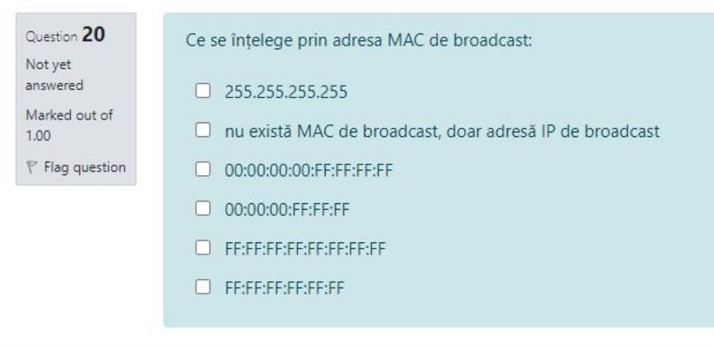 Question 20
Not yet
answered
Marked out of
1.00
Flag question
Ce se înțelege prin adresa MAC de broadcast:
255.255.255.255
nu există MAC de broadcast, doar adresă IP de broadcast
00:00:00:00:FF:FF:FF:FF
00:00:00:FF:FF:FF
FF:FF:FF:FF:FF:FF:FF:FF
FF:FF:FF:FF:FF:FF